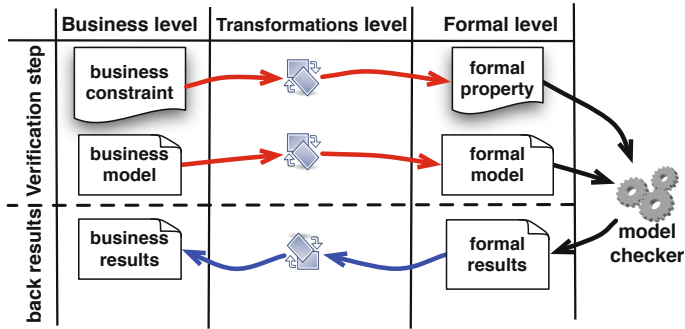 Business level
Transformations level
Formal level
Verification step
business
constraint
formal
property
business
model
formal
model
model
checker
back results
business
results
formal
results